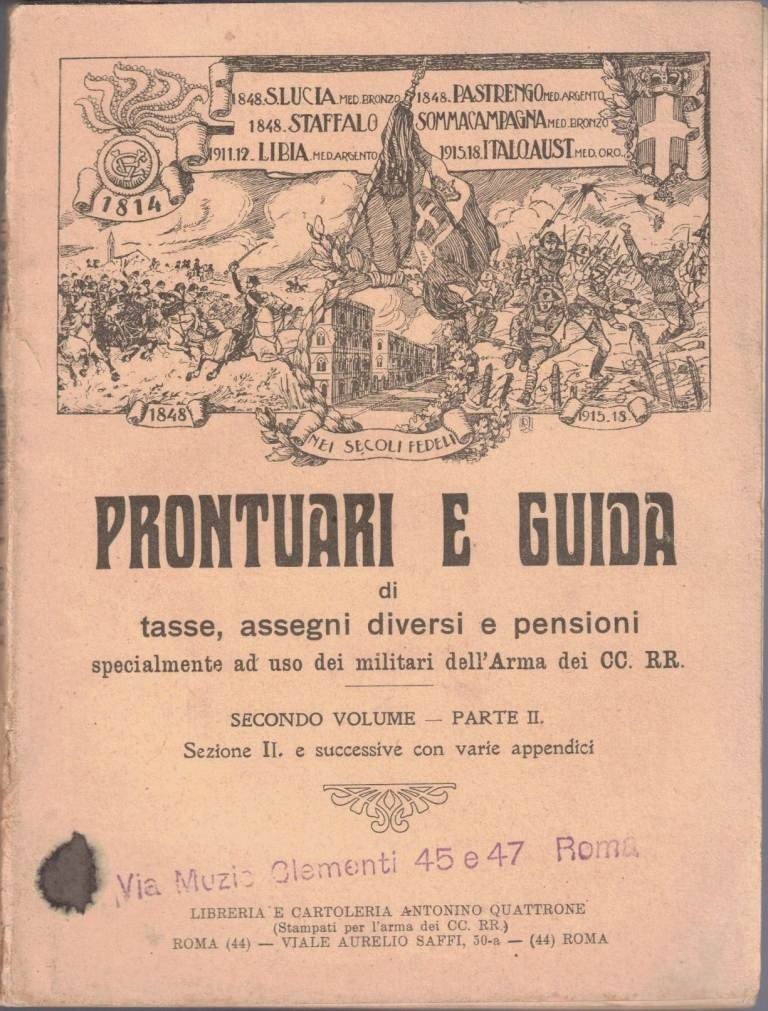 1848. S. LUCIA MED. BRONZO 1848. PASTRENGO MED. ARGENTO
1848. STAFFALO SOMMACAMPAGNA MED. BRONZO
1911.12. LIBIA. MED. ARGENTO 1915.18. ITALO AUST. MED. ORO.
1814
1848
1915.18.
NEI SECOLI FEDELE
PRONTUARI E GUIDA
di
tasse, assegni diversi e pensioni
specialmente ad uso dei militari dell'Arma dei CC. RR.
SECONDO VOLUME — PARTE II.
Sezione II. e successive con varie appendici
Via Muzio Clementi 45 e 47 Roma
LIBRERIA E CARTOLERIA ANTONINO QUATTRONE
(Stampati per l'arma dei CC. RR.)
ROMA (44) — VIALE AURELIO SAFFI, 30-a — (44) ROMA